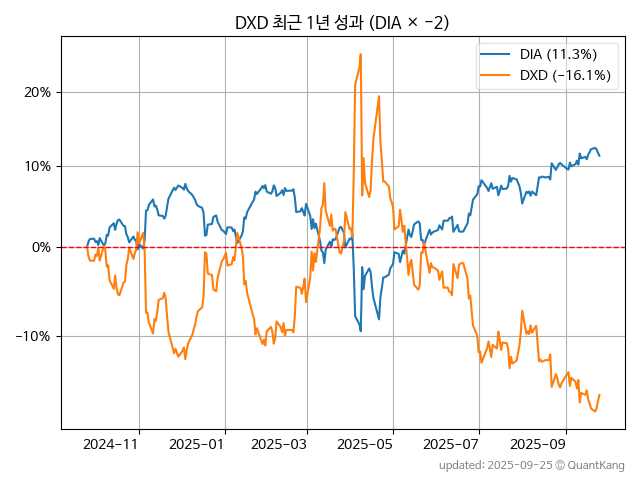 DXD 최근 1년 성과 (DIA × −2)
DIA (11.3%)
DXD (−16.1%)
20%
10%
0%
−10%
2024−11
2025−01
2025−03
2025−05
2025−07
2025−09
updated: 2025−09−25 ⓒ QuantKang